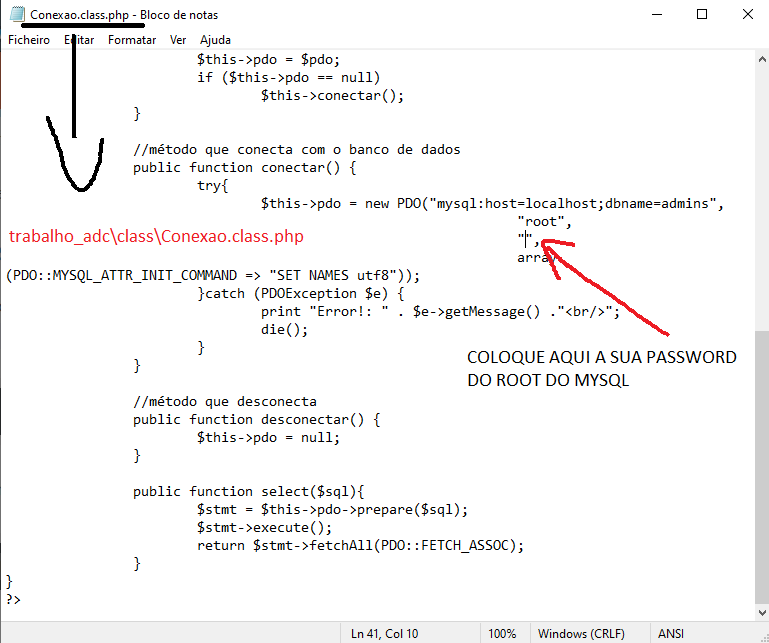 Conexao.class.php - Bloco de notas
Ficheiro Editar Formatar Ver Ajuda
$this->pdo = $pdo;
if ($this->pdo == null)
$this->conectar();
}
//método que conecta com o banco de dados
public function conectar() {
try{
$this->pdo = new PDO("mysql:host=localhost;dbname=admins",
"root",
trabalho_adc\class\Conexao.class.php
"",
array
(PDO::MYSQL_ATTR_INIT_COMMAND => "SET NAMES utf8"));
}catch (PDOException $e) {
print "Error!: " . $e->getMessage() ."<br/>";
die();
}
COLOQUE AQUI A SUA PASSWORD
DO ROOT DO MYSQL
}
//método que desconecta
public function desconectar() {
$this->pdo = null;
}
public function select($sql){
$stmt = $this->pdo->prepare($sql);
$stmt->execute();
return $stmt->fetchAll(PDO::FETCH_ASSOC);
}
}
?>
Ln 41, Col 10 100% Windows (CRLF) ANSI